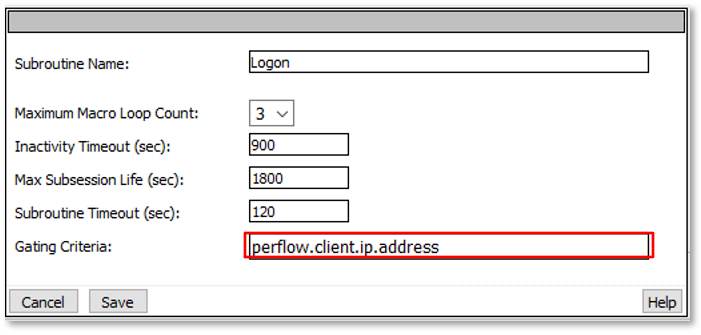 Subroutine Name: Logon
Maximum Macro Loop Count: 3
Inactivity Timeout (sec): 900
Max Subsession Life (sec): 1800
Subroutine Timeout (sec): 120
Gating Criteria: perflow.client.ip.address
Cancel Save Help